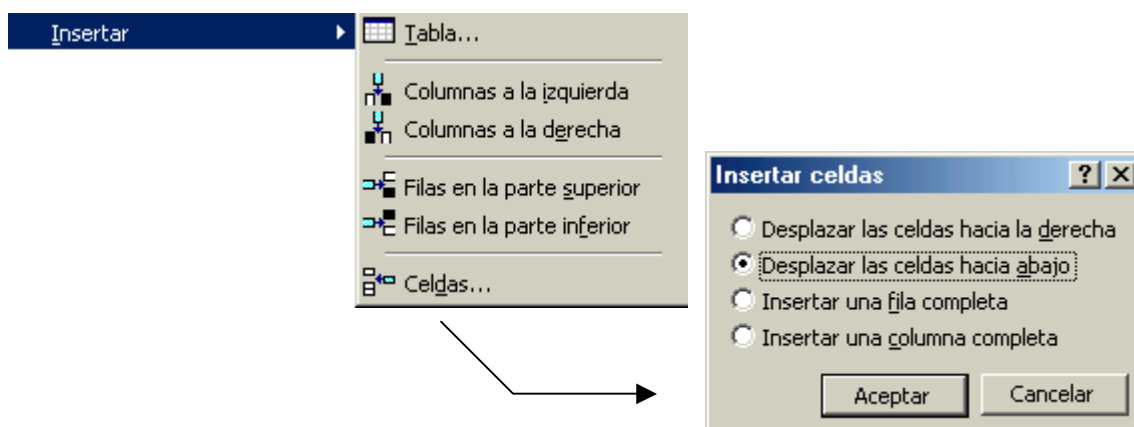 Insertar
Tabla...
Columnas a la izquierda
Columnas a la derecha
Filas en la parte superior
Filas en la parte inferior
Celdas...
Insertar celdas
Desplazar las celdas hacia la derecha
Desplazar las celdas hacia abajo
Insertar una fila completa
Insertar una columna completa
Aceptar Cancelar